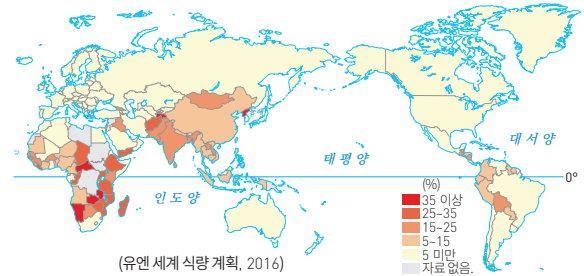 대서양
태평양
인도양
0°
(%)
35 이상
25~35
15~25
5~15
5 미만
자료 없음.
(유엔 세계 식량 계획, 2016)